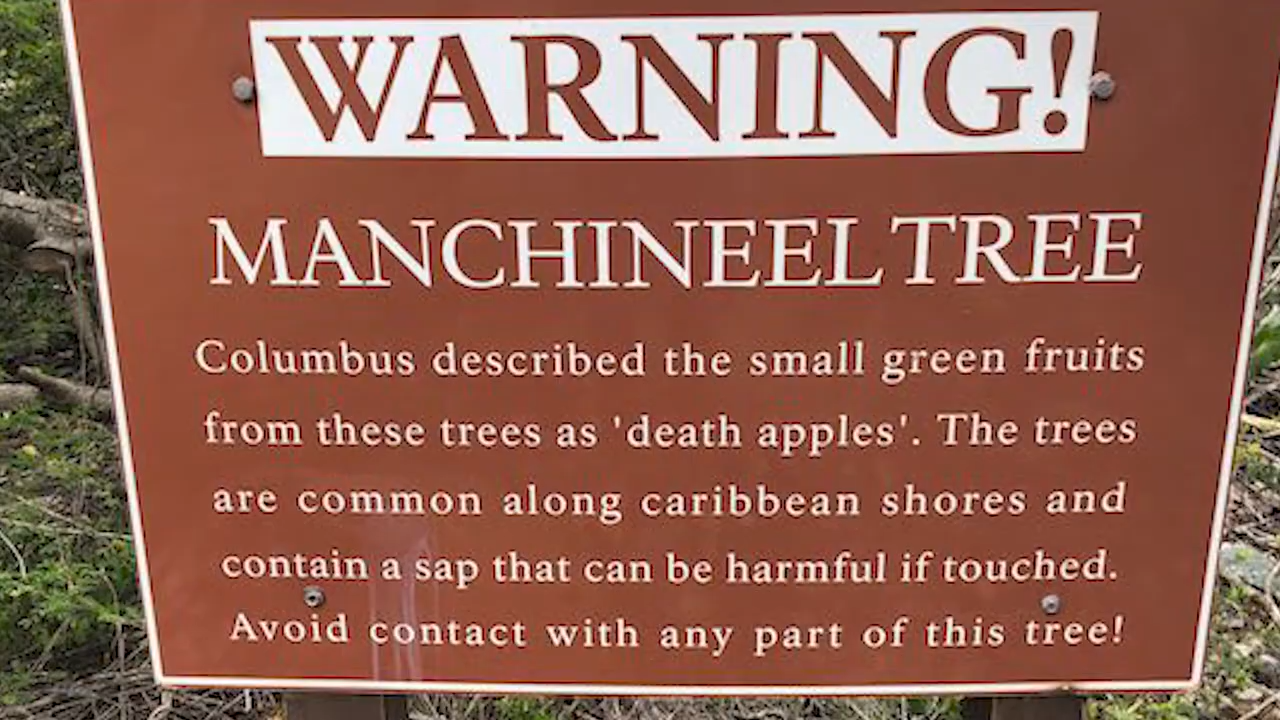 WARNING!
MANCHINEEL TREE
Columbus described the small green fruits
from these trees as 'death apples'. The trees
are common along caribbean shores and
contain a sap that can be harmful if touched.
Avoid contact with any part of this tree!